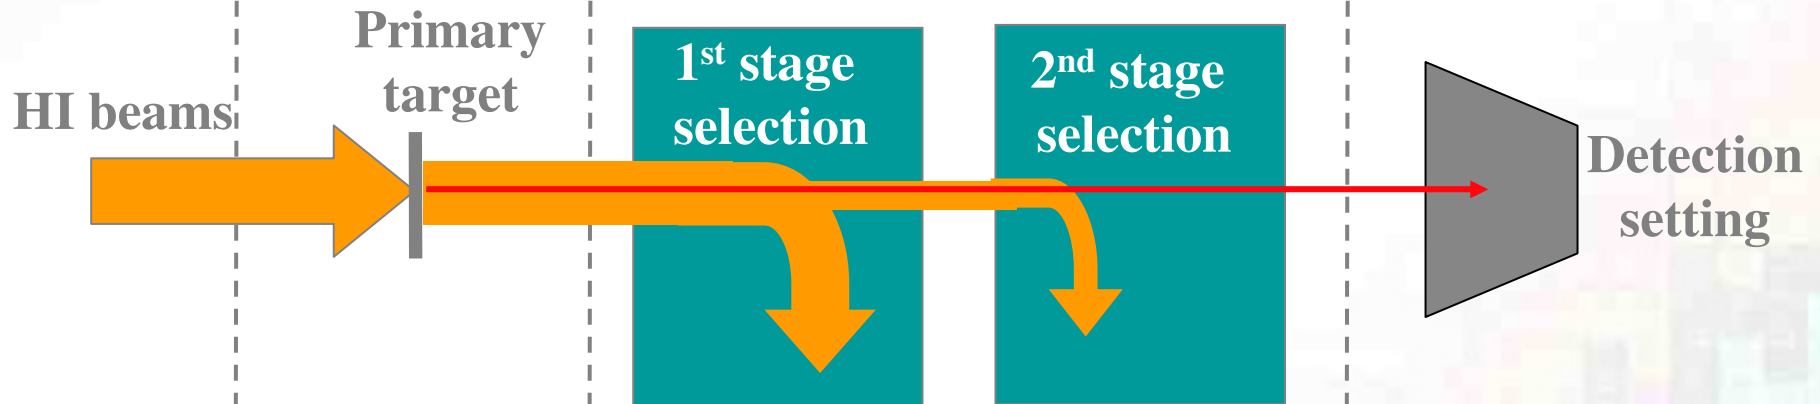 HI beams
Primary
target
1st stage
selection
2nd stage
selection
Detection
setting